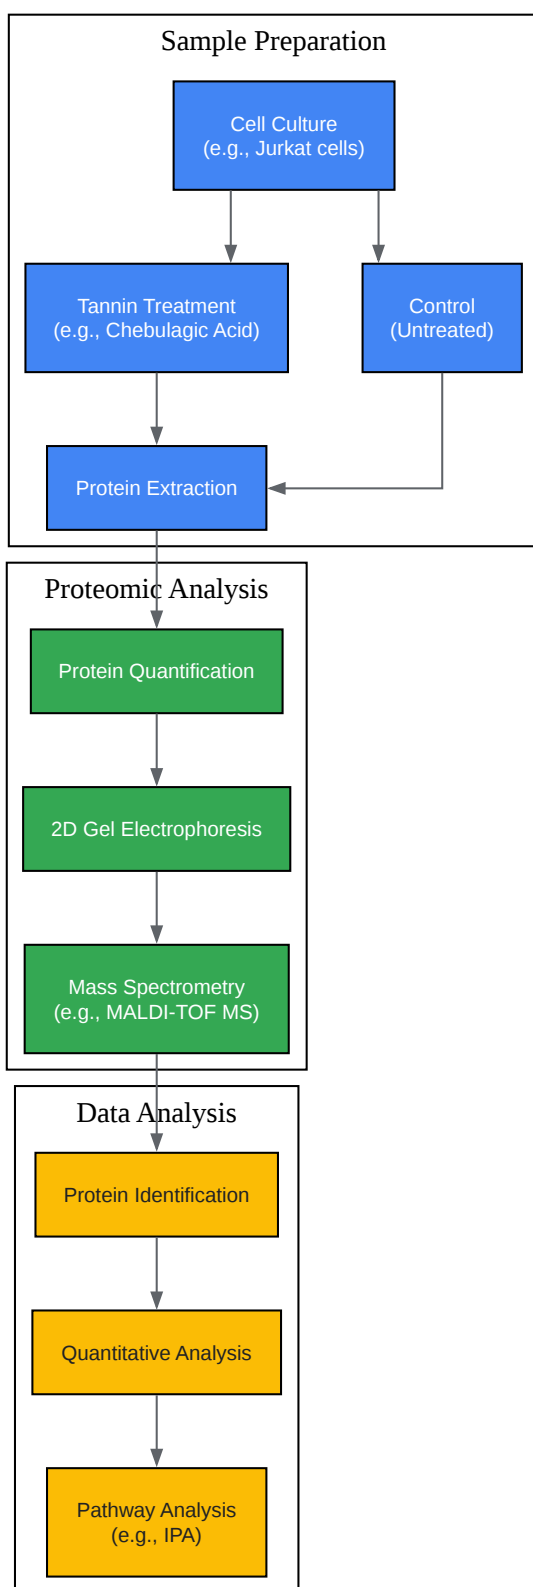 Sample Preparation
Cell Culture
(e.g., Jurkat cells)
Tannin Treatment
(e.g., Chebulagic Acid)
Control
(Untreated)
Protein Extraction
Proteomic Analysis
Protein Quantification
2D Gel Electrophoresis
Mass Spectrometry
(e.g., MALDI-TOF MS)
Data Analysis
Protein Identification
Quantitative Analysis
Pathway Analysis
(e.g., IPA)